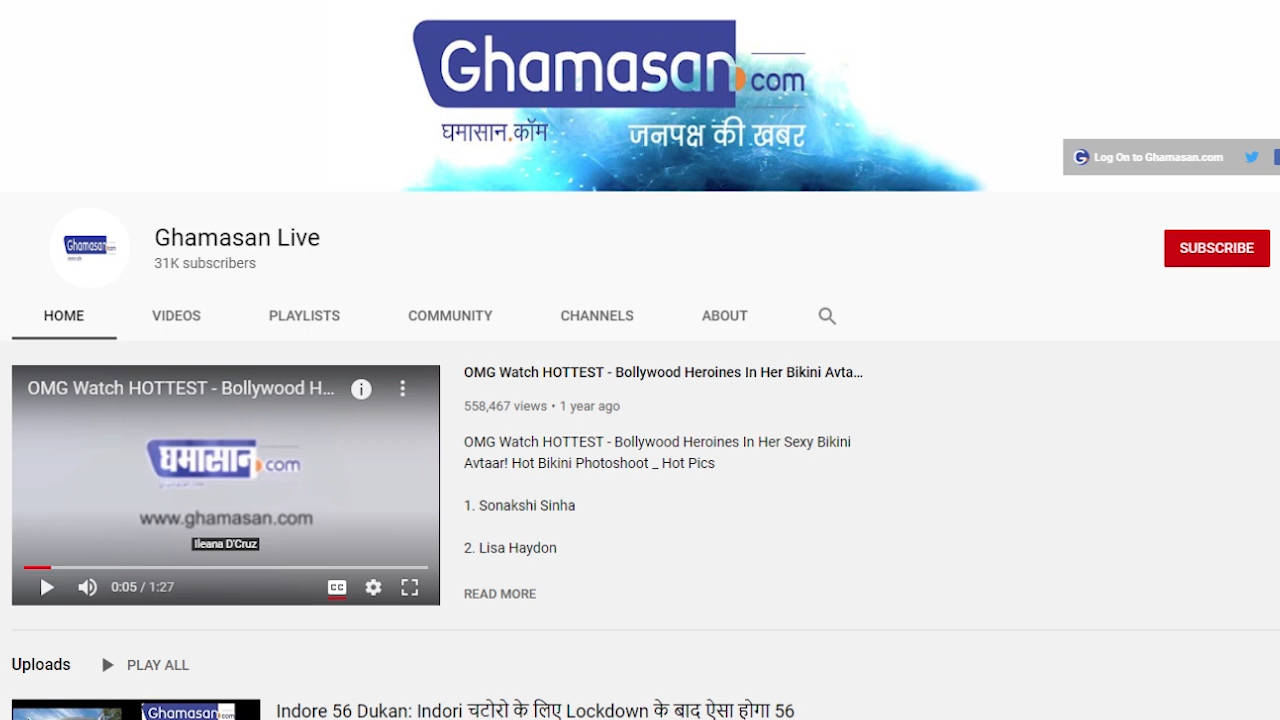 Ghamasan.com
घमासान.कॉम
जनपक्ष की खबर
Log On to Ghamasan.com
Ghamasan.com
Ghamasan Live
31K subscribers
SUBSCRIBE
HOME VIDEOS PLAYLISTS COMMUNITY CHANNELS ABOUT
OMG Watch HOTTEST - Bollywood H...
घमासान.com
www.ghamasan.com
Ileana D'Cruz
0:05 / 1:27
CC
OMG Watch HOTTEST - Bollywood Heroines In Her Bikini Avta...
558,467 views • 1 year ago
OMG Watch HOTTEST - Bollywood Heroines In Her Sexy Bikini
Avtaar! Hot Bikini Photoshoot _ Hot Pics
1. Sonakshi Sinha
2. Lisa Haydon
READ MORE
Uploads PLAY ALL
Ghamasan.com
Indore 56 Dukan: Indori चटोरो के लिए Lockdown के बाद ऐसा होगा 56